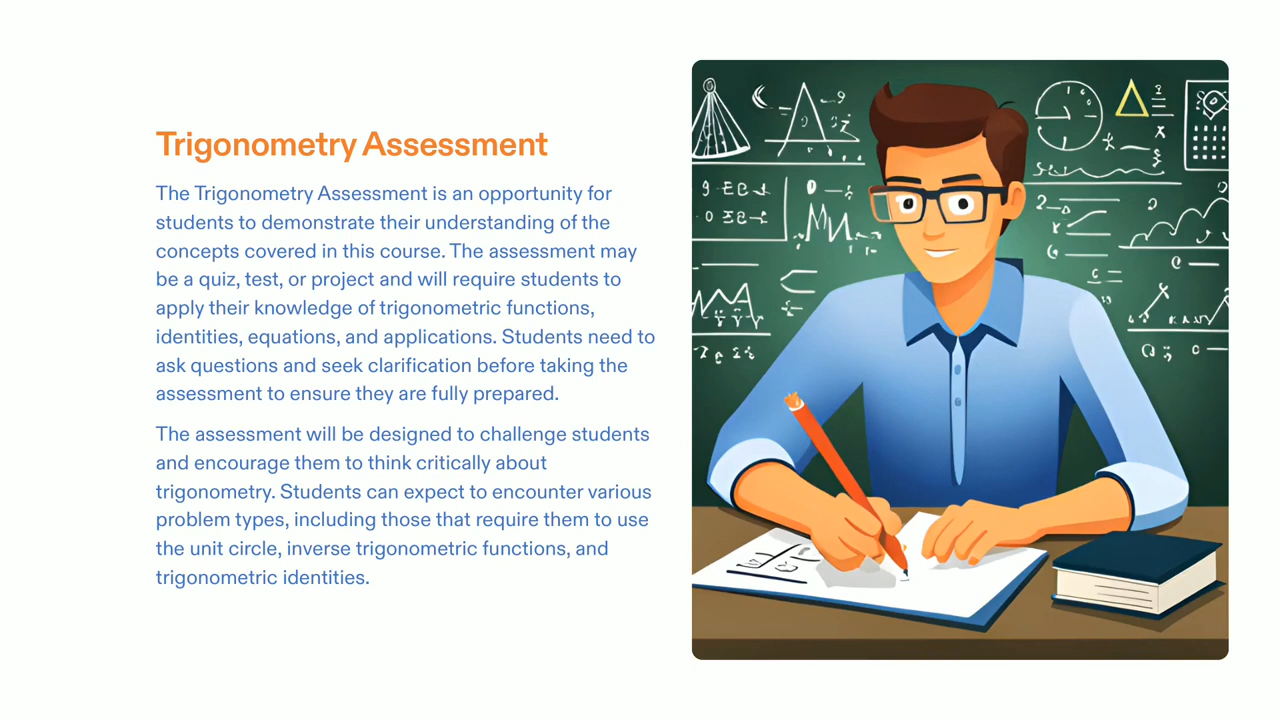 Trigonometry Assessment
The Trigonometry Assessment is an opportunity for
students to demonstrate their understanding of the
concepts covered in this course. The assessment may
be a quiz, test, or project and will require students to
apply their knowledge of trigonometric functions,
identities, equations, and applications. Students need to
ask questions and seek clarification before taking the
assessment to ensure they are fully prepared.
The assessment will be designed to challenge students
and encourage them to think critically about
trigonometry. Students can expect to encounter various
problem types, including those that require them to use
the unit circle, inverse trigonometric functions, and
trigonometric identities.